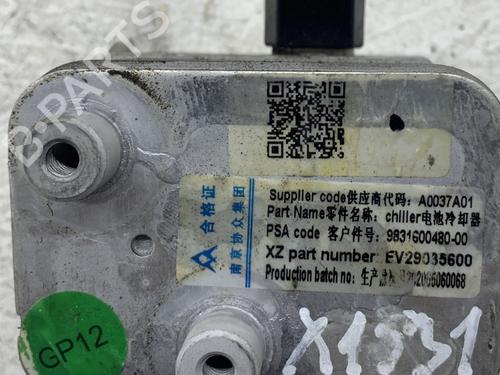 B-PARTS
Supplier code供应商代码: A0037A01
Part Name零件名称: chiller电池冷却器
PSA code 客户件号: 9831600480-00
XZ part number: EV29035600
Production batch no: 生产
合格证
南京协众集团
GP12
X1531